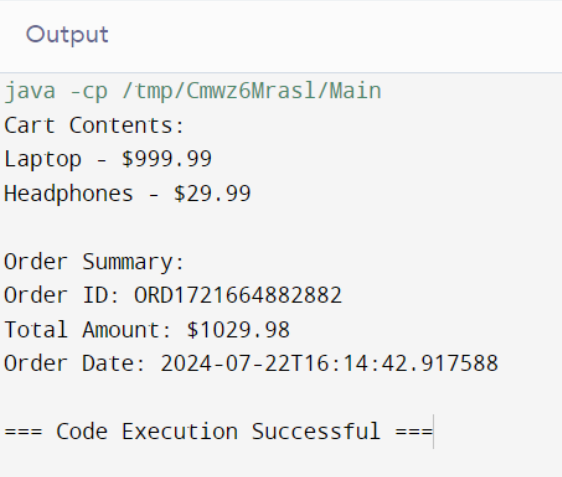 Output
java -cp /tmp/Cmwz6Mrasl/Main
Cart Contents:
Laptop - $999.99
Headphones - $29.99
Order Summary:
Order ID: ORD1721664882882
Total Amount: $1029.98
Order Date: 2024-07-22T16:14:42.917588
=== Code Execution Successful ===